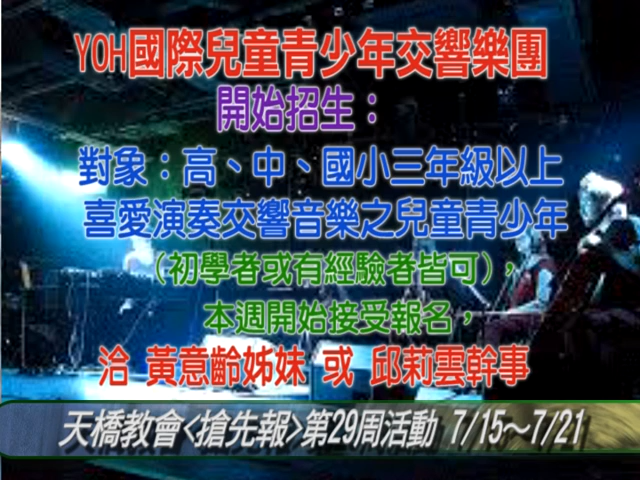 YOH國際兒童青少年交響樂團
開始招生：
對象：高、中、國小三年級以上
喜愛演奏交響音樂之兒童青少年
（初學者或有經驗者皆可），
本週開始接受報名，
洽 黃意齡姊妹 或 邱莉雲幹事
天橋教會<搶先報>第29周活動 7/15～7/21